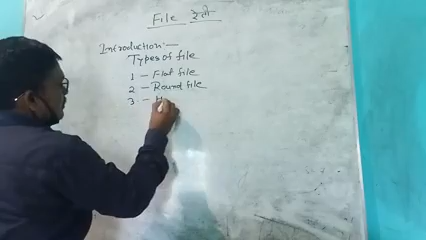 File रेती
Introduction:—
Types of file
1 - Flat file
2 - Round file
3 - H